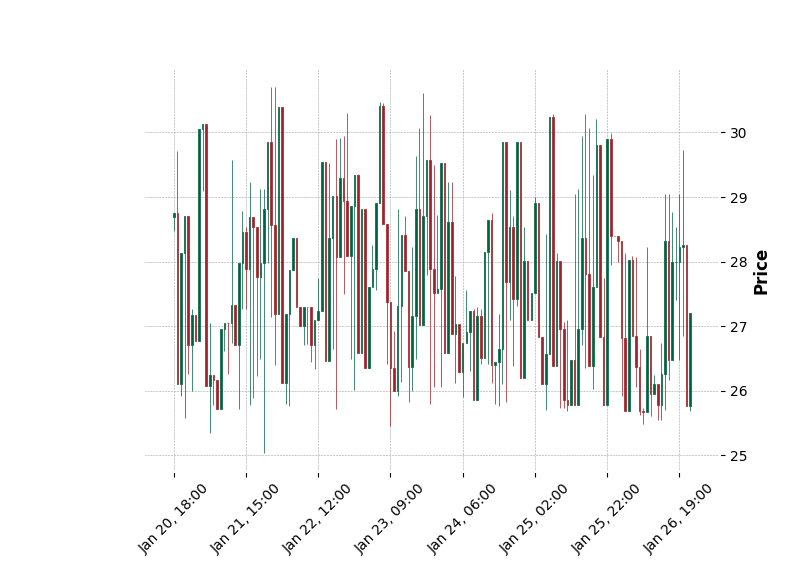 30
29
28
27
26
25
Price
Jan 20, 18:00
Jan 21, 15:00
Jan 22, 12:00
Jan 23, 09:00
Jan 24, 06:00
Jan 25, 02:00
Jan 25, 22:00
Jan 26, 19:00